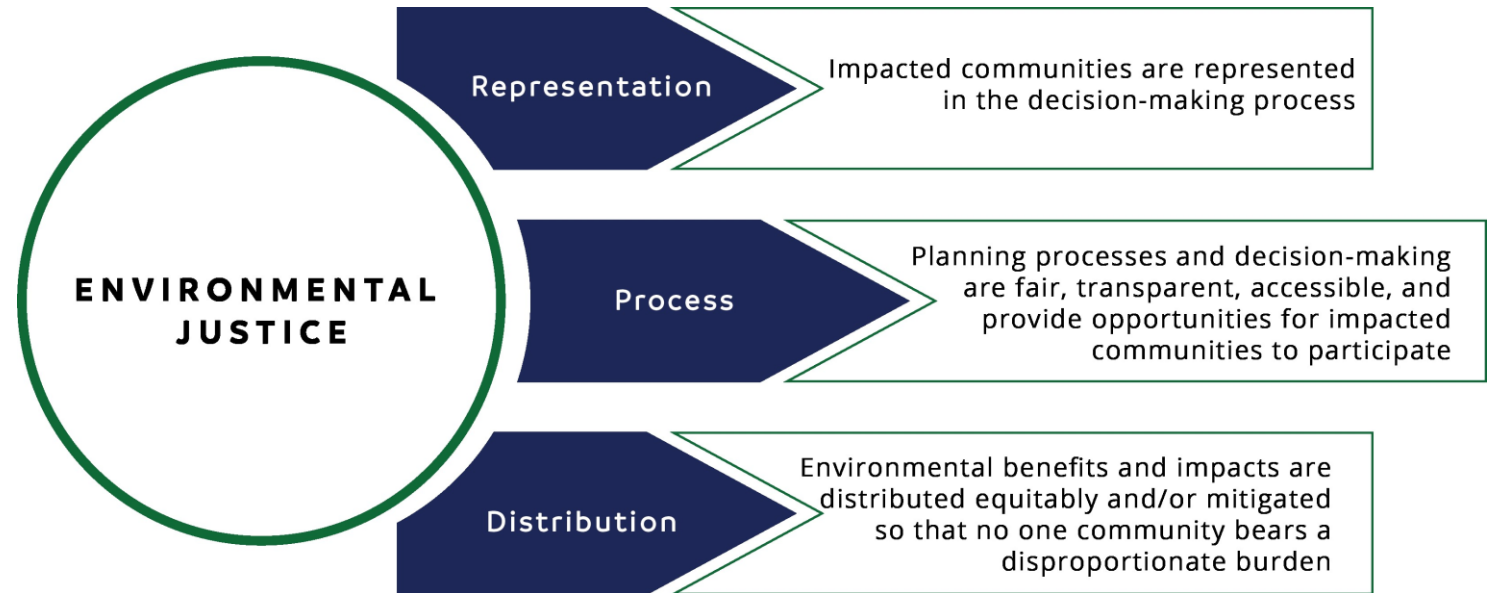 ENVIRONMENTAL
JUSTICE
Representation
Impacted communities are represented
in the decision-making process
Process
Planning processes and decision-making
are fair, transparent, accessible, and
provide opportunities for impacted
communities to participate
Distribution
Environmental benefits and impacts are
distributed equitably and/or mitigated
so that no one community bears a
disproportionate burden